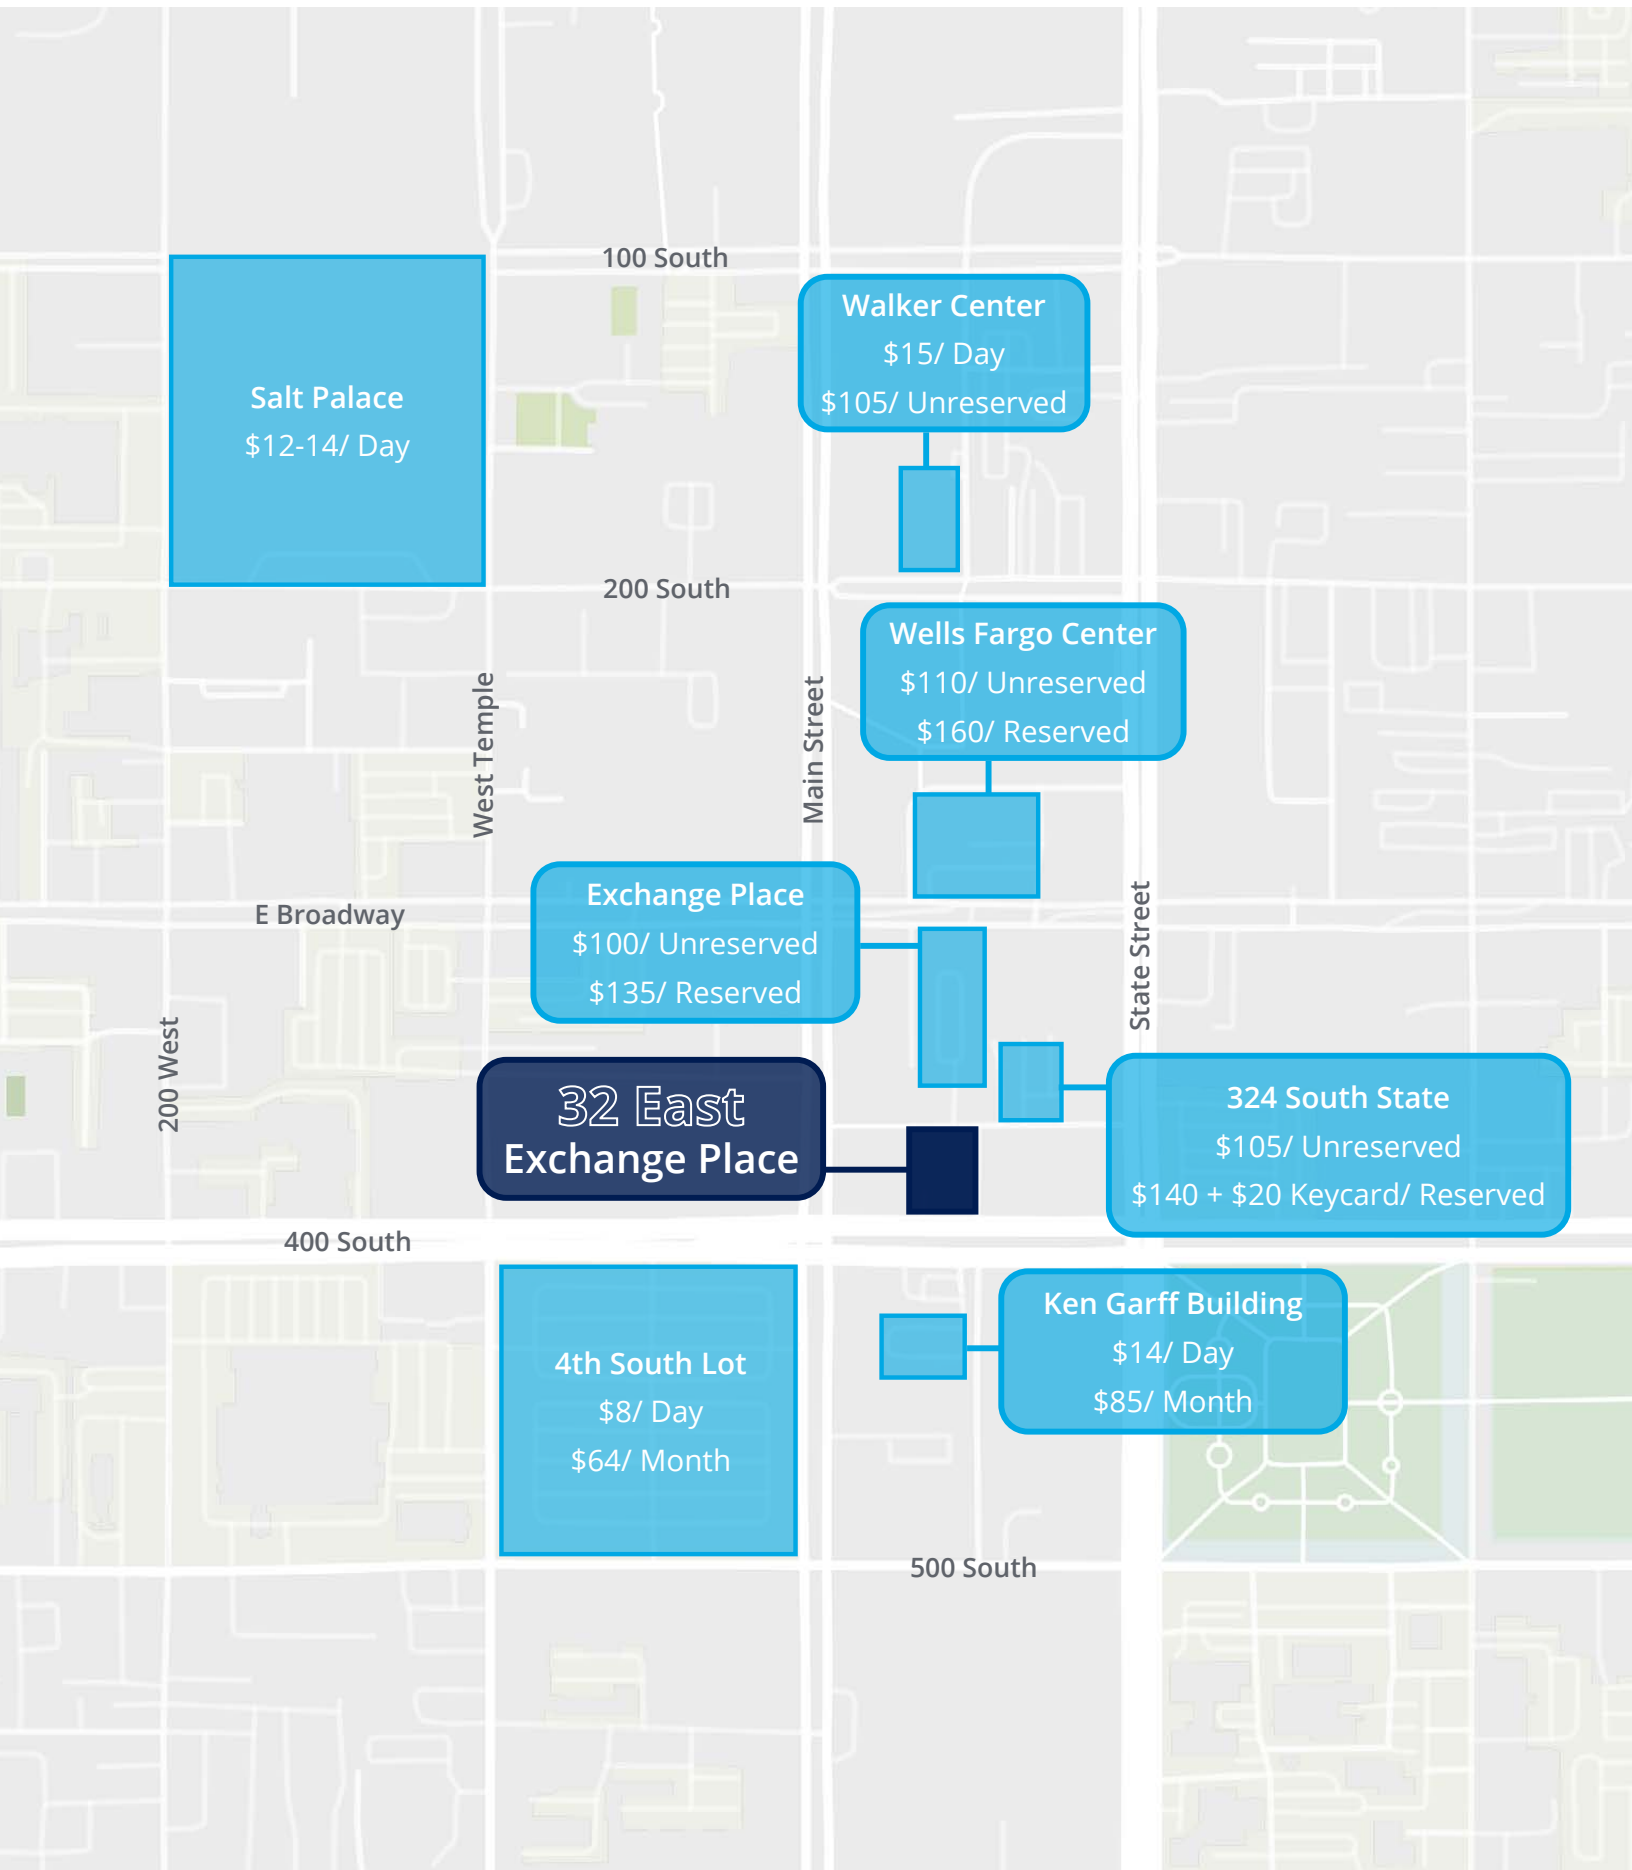 100 South
Walker Center
$15/ Day
$105/ Unreserved
Salt Palace
$12-14/ Day
200 South
Wells Fargo Center
$110/ Unreserved
$160/ Reserved
West Temple
Main Street
Exchange Place
$100/ Unreserved
$135/ Reserved
E Broadway
State Street
200 West
32 East
Exchange Place
324 South State
$105/ Unreserved
$140 + $20 Keycard/ Reserved
400 South
Ken Garff Building
$14/ Day
$85/ Month
4th South Lot
$8/ Day
$64/ Month
500 South